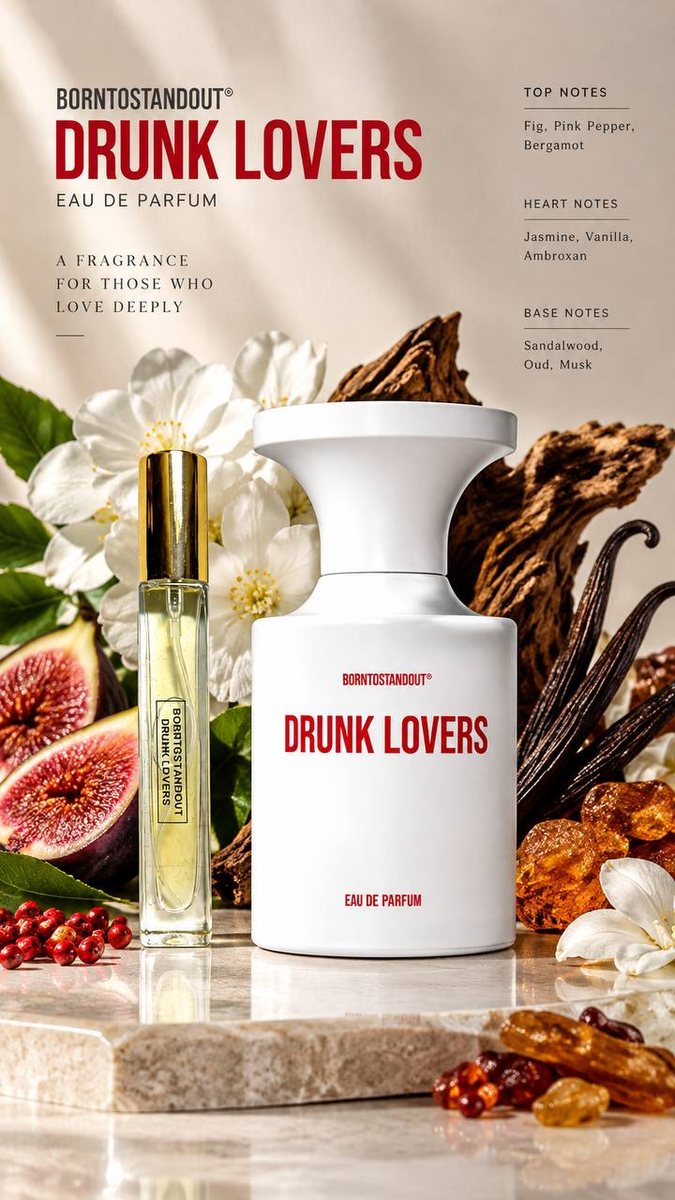 BORNTOSTANDOUT®
DRUNK LOVERS
EAU DE PARFUM
A FRAGRANCE
FOR THOSE WHO
LOVE DEEPLY
TOP NOTES
Fig, Pink Pepper,
Bergamot
HEART NOTES
Jasmine, Vanilla,
Ambroxan
BASE NOTES
Sandalwood,
Oud, Musk
BORNTOSTANDOUT
DRUNK LOVERS
BORNTOSTANDOUT®
DRUNK LOVERS
EAU DE PARFUM